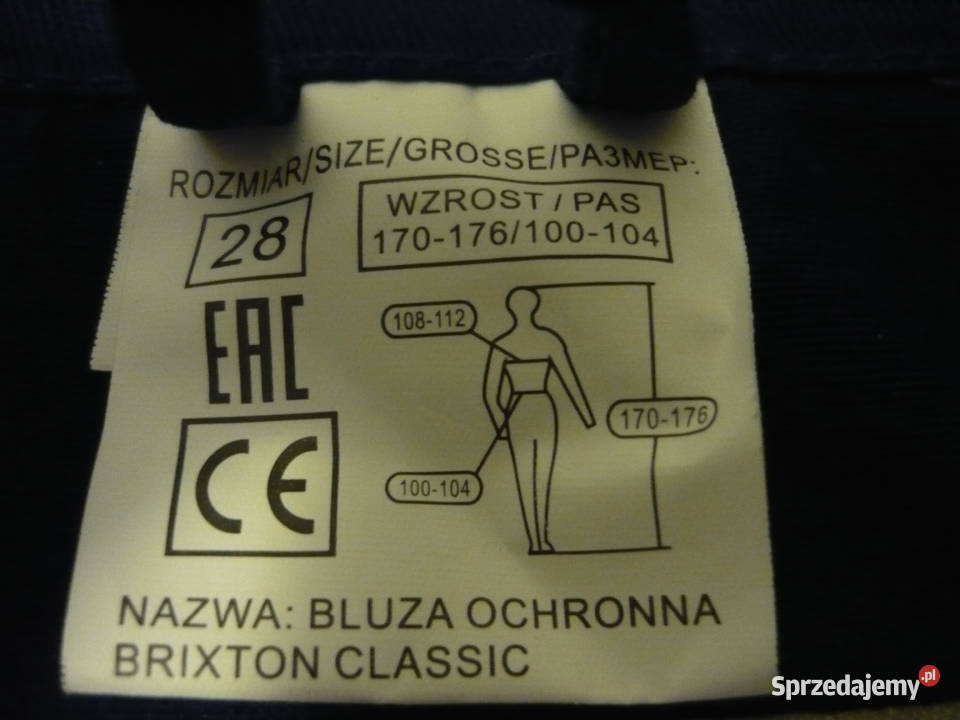 ROZMIAR/SIZE/GROSSE/РАЗМЕР:
28
WZROST / PAS
170-176/100-104
EAC
108-112
170-176
100-104
CE
NAZWA: BLUZA OCHRONNA
BRIXTON CLASSIC
Sprzedajemy.pl